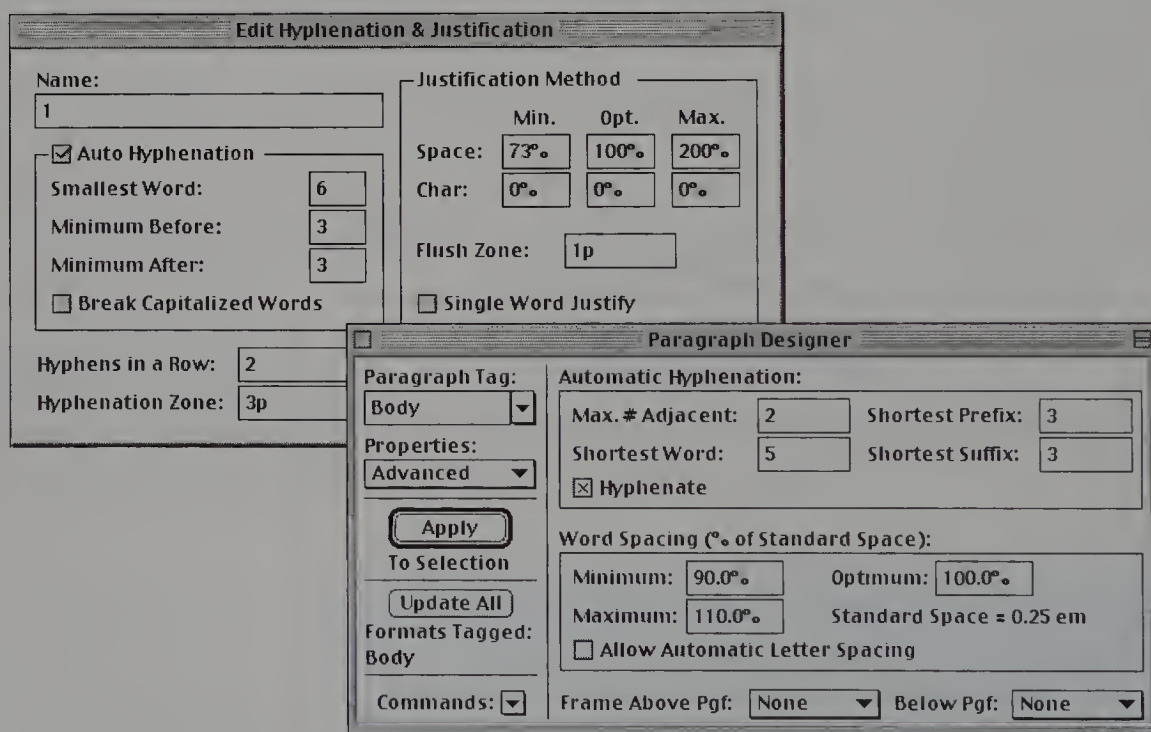 Edit Hyphenation & Justification
Name:
1
Auto Hyphenation
Smallest Word: 6
Minimum Before: 3
Minimum After: 3
Break Capitalized Words
Hyphens in a Row: 2
Hyphenation Zone: 3p
Justification Method
Min. Opt. Max.
Space: 73% 100% 200%
Char: 0% 0% 0%
Flush Zone: 1p
Single Word Justify
Paragraph Designer
Paragraph Tag:
Body
Properties:
Advanced
Apply
To Selection
Update All
Formats Tagged:
Body
Commands:
Automatic Hyphenation:
Max. # Adjacent: 2 Shortest Prefix: 3
Shortest Word: 5 Shortest Suffix: 3
Hyphenate
Word Spacing (% of Standard Space):
Minimum: 90.0% Optimum: 100.0%
Maximum: 110.0% Standard Space = 0.25 em
Allow Automatic Letter Spacing
Frame Above Pgf: None Below Pgf: None